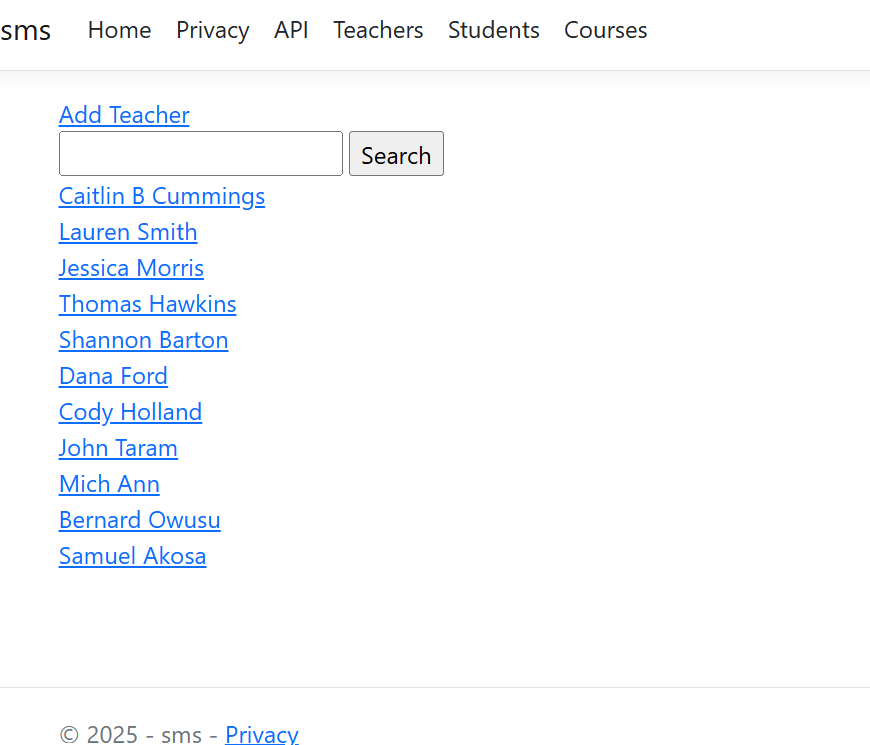 sms Home Privacy API Teachers Students Courses
Add Teacher
Search
Caitlin B Cummings
Lauren Smith
Jessica Morris
Thomas Hawkins
Shannon Barton
Dana Ford
Cody Holland
John Taram
Mich Ann
Bernard Owusu
Samuel Akosa
© 2025 - sms - Privacy